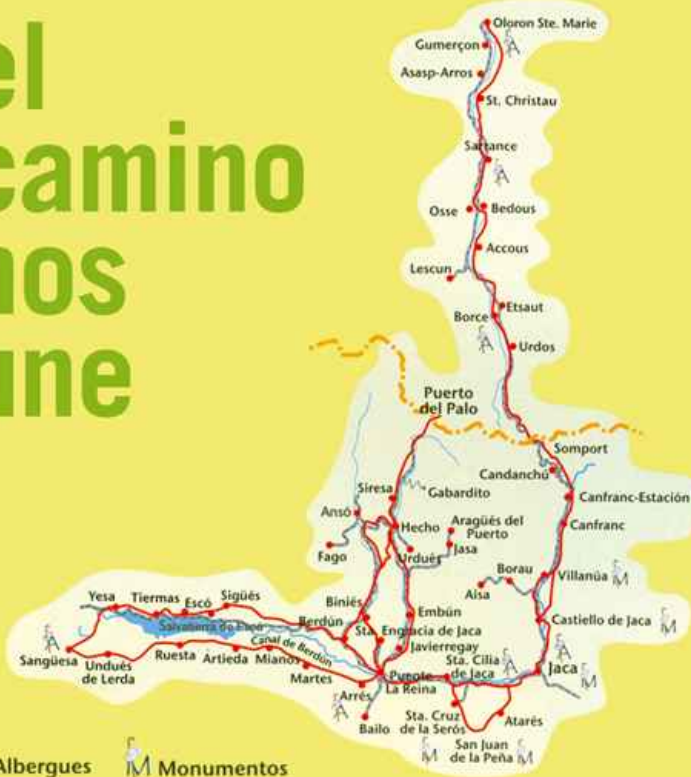 el
camino
nos
une
Oloron Ste. Marie
Gumerçon
Asasp-Arros
St. Christau
Sarrance
Osse
Bedous
Accous
Lescun
Etsaut
Borce
Urdos
Puerto
del Palo
Somport
Candanchú
Canfranc-Estación
Siresa
Gabardito
Ansó
Hecho
Aragüés del
Puerto
Canfranc
Fago
Urdués
Jasa
Borau
Villanúa
Aisa
Yesa
Tiermas
Escó
Sigüés
Biniés
Embún
Castiello de Jaca
Salvatierra de Escó
Berdún
Sta. Engracia de Jaca
Canal de Berdún
Javierregay
Sangüesa
Undués
de Lerda
Ruesta
Artieda
Mianos
Martes
Puente
La Reina
Sta. Cilia
de Jaca
Jaca
Arrés
Bailo
Sta. Cruz
de la Serós
Atarés
San Juan
de la Peña
Albergues
M Monumentos